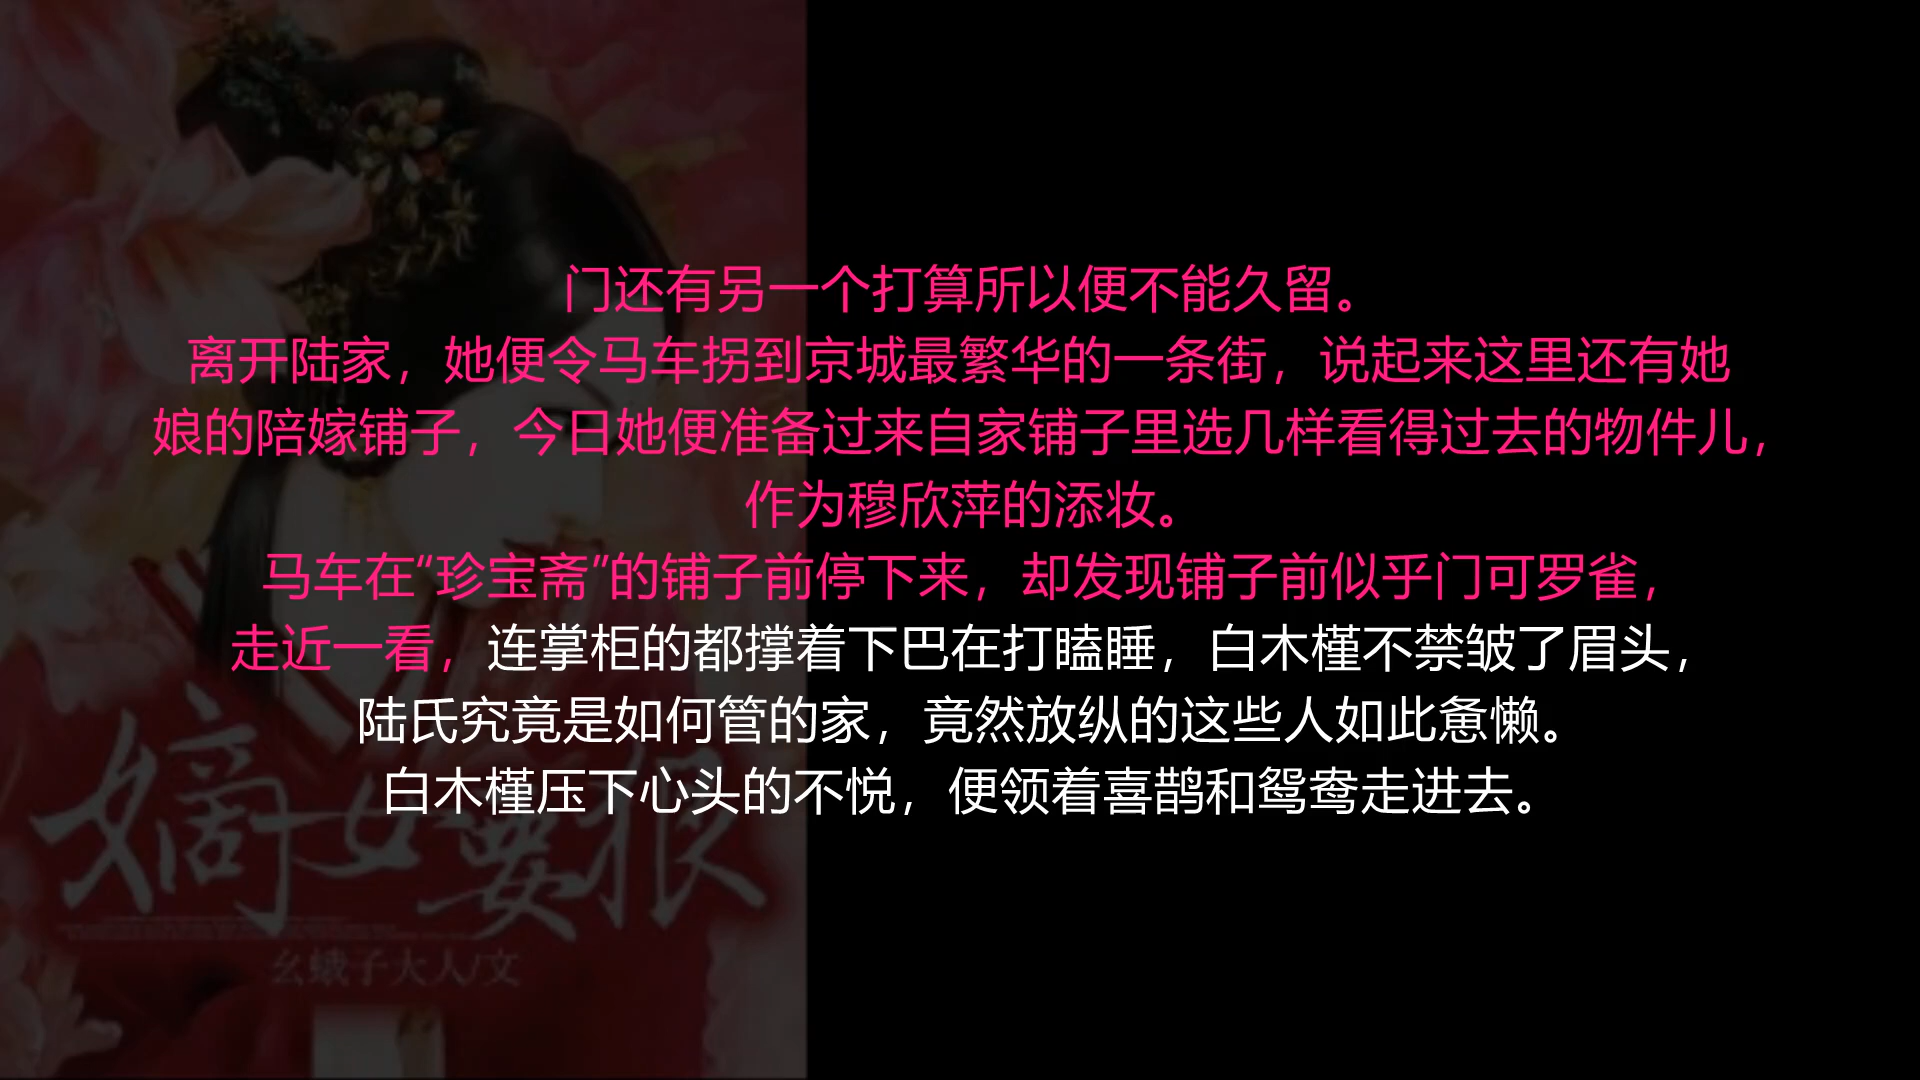 门还有另一个打算所以便不能久留。
离开陆家，她便令马车拐到京城最繁华的一条街，说起来这里还有她
娘的陪嫁铺子，今日她便准备过来自家铺子里选几样看得过去的物件儿，
作为穆欣萍的添妆。
马车在“珍宝斋”的铺子前停下来，却发现铺子前似乎门可罗雀，
走近一看，连掌柜的都撑着下巴在打瞌睡，白木槿不禁皱了眉头，
陆氏究竟是如何管的家，竟然放纵的这些人如此惫懒。
白木槿压下心头的不悦，便领着喜鹊和鸳鸯走进去。
嫡女要狠
幺蛾子大人/文